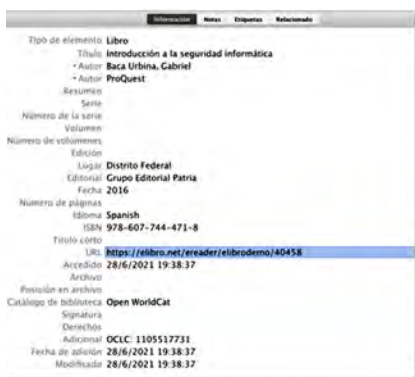 Información Notas Etiquetas Relacionado
Tipo de elemento Libro
Título Introducción a la seguridad informática
Autor Baca Urbina, Gabriel
Autor ProQuest
Resumen
Serie
Número de la serie
Volumen
Número de volúmenes
Edición
Lugar Distrito Federal
Editorial Grupo Editorial Patria
Fecha 2016
Número de páginas
Idioma Spanish
ISBN 978-607-744-471-8
Título corto
URL https://elibro.net/ereader/elibrodemo/40458
Accedido 28/6/2021 19:38:37
Archivo
Posición en archivo
Catálogo de biblioteca Open WorldCat
Signatura
Derechos
Adicional OCLC: 1105517731
Fecha de adición 28/6/2021 19:38:37
Modificado 28/6/2021 19:38:37